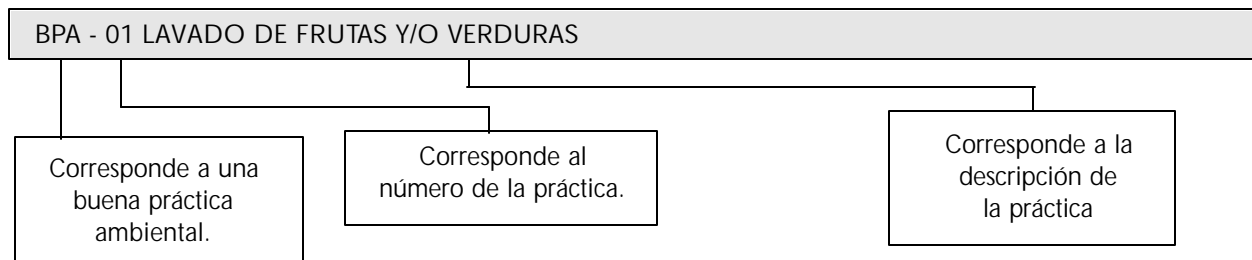 BPA - 01 LAVADO DE FRUTAS Y/O VERDURAS
Corresponde a una
buena práctica
ambiental.
Corresponde al
número de la práctica.
Corresponde a la
descripción de
la práctica